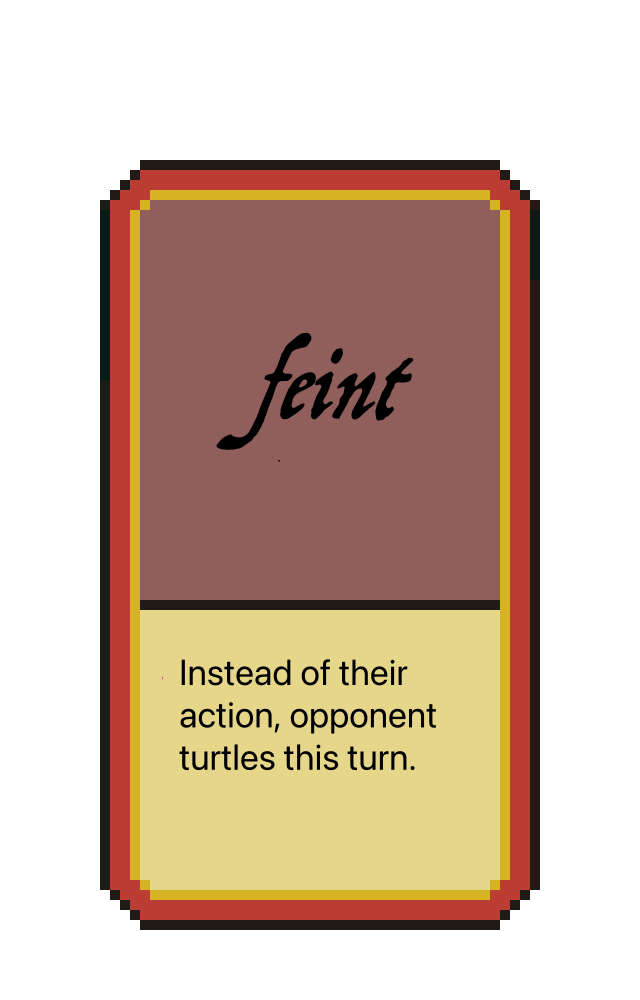 feint
Instead of their
action, opponent
turtles this turn.